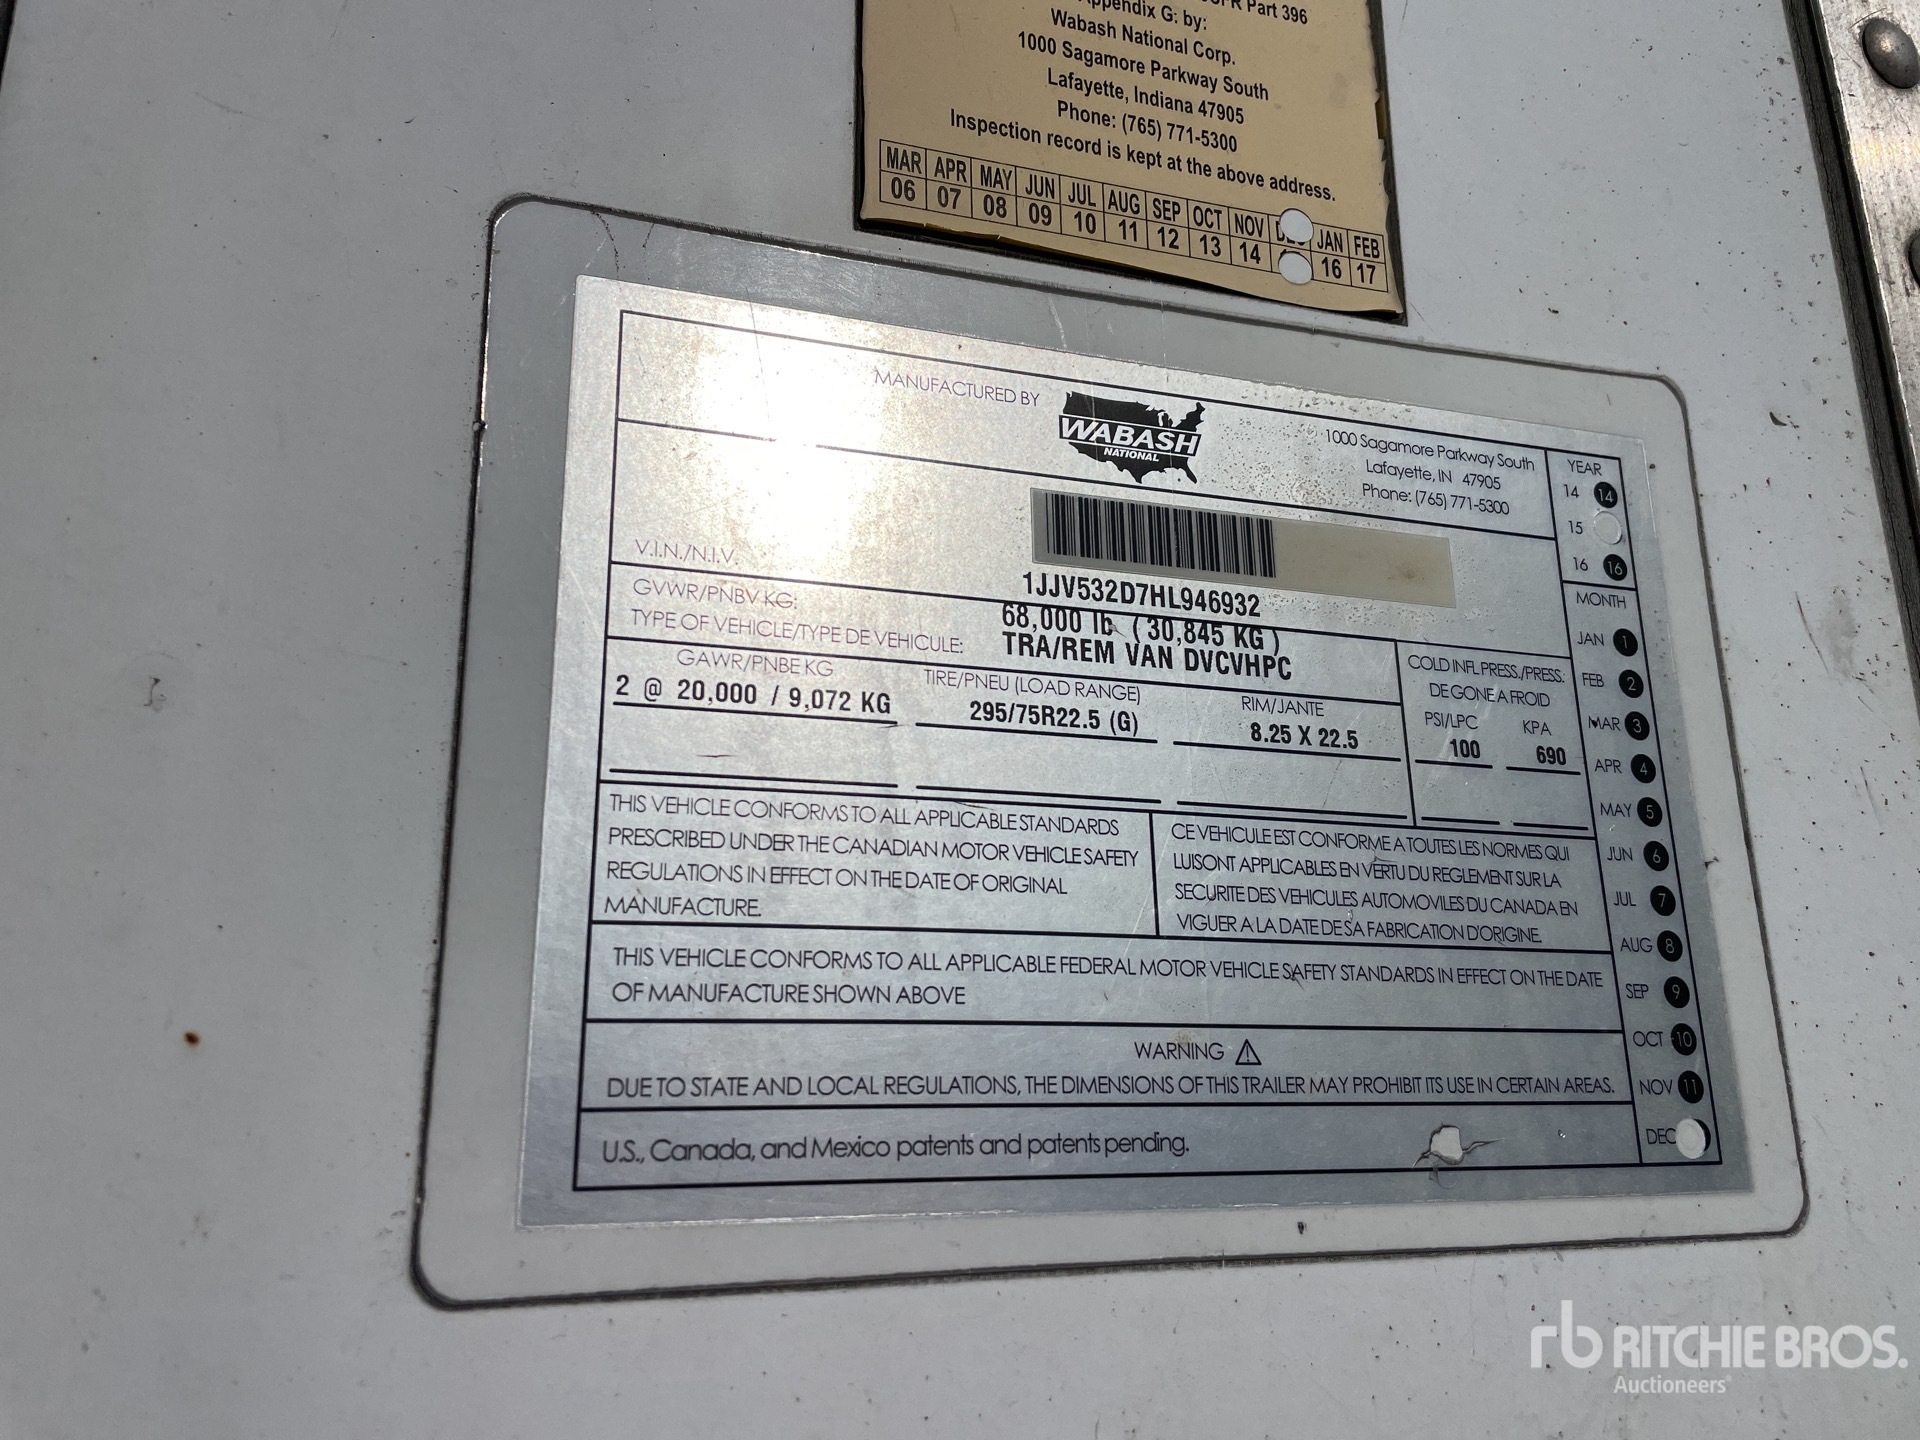 CFR Part 396
Appendix G: by:
Wabash National Corp.
1000 Sagamore Parkway South
Lafayette, Indiana 47905
Phone: (765) 771-5300
Inspection record is kept at the above address.
MAR APR MAY JUN JUL AUG SEP OCT NOV JAN FEB
06 07 08 09 10 11 12 13 14 16 17
MANUFACTURED BY
WABASH
NATIONAL
1000 Sagamore Parkway South
Lafayette, IN 47905
Phone: (765) 771-5300
V.I.N./N.I.V.
1JJV532D7HL946932
GVWR/PNBV KG:
68,000 lb ( 30,845 KG )
TYPE OF VEHICLE/TYPE DE VEHICULE:
TRA/REM VAN DVCVHPC
GAWR/PNBE KG
2 @ 20,000 / 9,072 KG
TIRE/PNEU (LOAD RANGE)
295/75R22.5 (G)
RIM/JANTE
8.25 X 22.5
COLD INFL PRESS./PRESS.
DE GONE A FROID
PSI/LPC KPA
100 690
THIS VEHICLE CONFORMS TO ALL APPLICABLE STANDARDS
PRESCRIBED UNDER THE CANADIAN MOTOR VEHICLE SAFETY
REGULATIONS IN EFFECT ON THE DATE OF ORIGINAL
MANUFACTURE.
CE VEHICULE EST CONFORME A TOUTES LES NORMES QUI
LUISONT APPLICABLES EN VERTU DU REGLEMENT SUR LA
SECURITE DES VEHICULES AUTOMOVILES DU CANADA EN
VIGUER A LA DATE DE SA FABRICATION D'ORIGINE.
THIS VEHICLE CONFORMS TO ALL APPLICABLE FEDERAL MOTOR VEHICLE SAFETY STANDARDS IN EFFECT ON THE DATE
OF MANUFACTURE SHOWN ABOVE
WARNING
DUE TO STATE AND LOCAL REGULATIONS, THE DIMENSIONS OF THIS TRAILER MAY PROHIBIT ITS USE IN CERTAIN AREAS.
U.S., Canada, and Mexico patents and patents pending.
YEAR
14 14
15
16 16
MONTH
JAN 1
FEB 2
MAR 3
APR 4
MAY 5
JUN 6
JUL 7
AUG 8
SEP 9
OCT 10
NOV 11
DEC
rb RITCHIE BROS.
Auctioneers